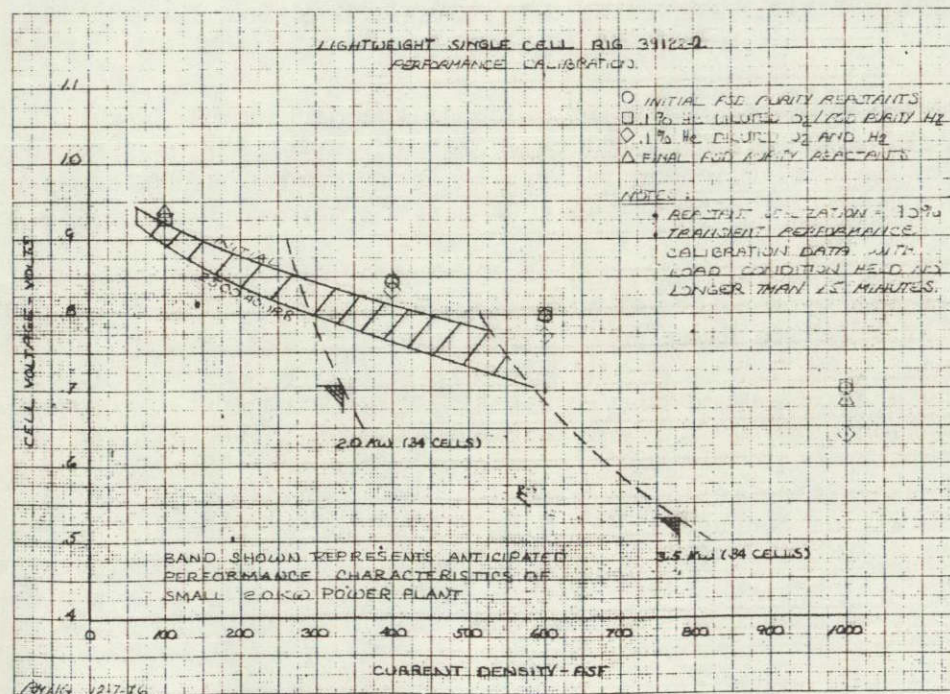 LIGHTWEIGHT SINGLE CELL RIG 39122-2
PERFORMANCE CALIBRATION
○ INITIAL FSD PURITY REACTANTS
□ .1% He DILUTED O2/FSD PURITY H2
◇ .1% He DILUTED O2 AND H2
△ FINAL FSD PURITY REACTANTS
NOTES:
• REACTANT UTILIZATION =
• TRANSIENT PERFORMANCE
CALIBRATION DATA WITH
LOAD CONDITION HELD NO
LONGER THAN 15 MINUTES.
1.1
1.0
.9
.8
.7
.6
.5
.4
CELL VOLTAGE - VOLTS
INITIAL
2500 HOURS
2.0 KW (34 CELLS)
3.5 KW (34 CELLS)
BAND SHOWN REPRESENTS ANTICIPATED
PERFORMANCE CHARACTERISTICS OF
SMALL 2.0KW POWER PLANT
0 100 200 300 400 500 600 700 800 900 1000
CURRENT DENSITY - ASF